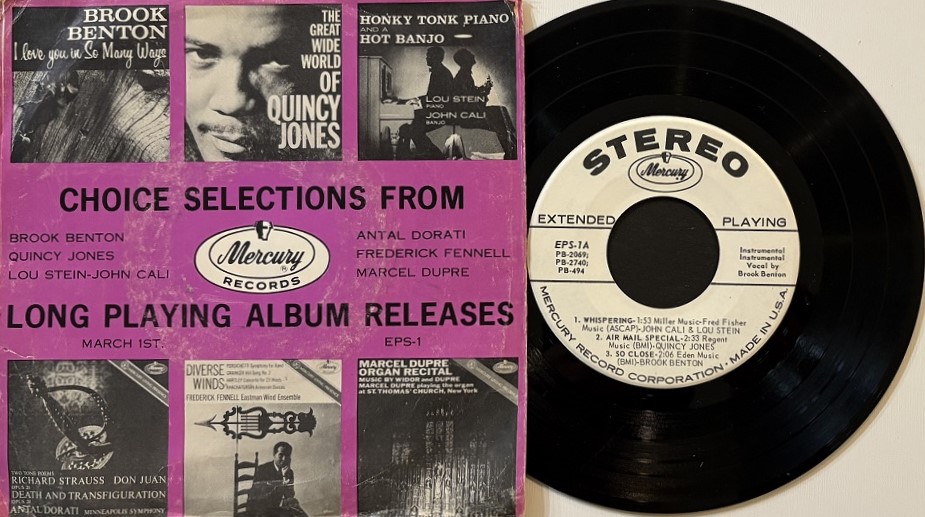 BROOK
BENTON
I love you in So Many Ways
THE
GREAT
WIDE
WORLD
OF
QUINCY
JONES
HONKY TONK PIANO
AND A
HOT BANJO
LOU STEIN
PIANO
JOHN CALI
BANJO
CHOICE SELECTIONS FROM
BROOK BENTON
QUINCY JONES
LOU STEIN-JOHN CALI
Mercury
RECORDS
ANTAL DORATI
FREDERICK FENNELL
MARCEL DUPRE
LONG PLAYING ALBUM RELEASES
MARCH 1ST.
EPS-1
TWO TONE POEMS
RICHARD STRAUSS DON JUAN
OPUS 20
DEATH AND TRANSFIGURATION
ANTAL DORATI MINNEAPOLIS SYMPHONY
DIVERSE
WINDS
PERSICHETTI Symphony for Band
FREDERICK FENNELL Eastman Wind Ensemble
MARCEL DUPRE
ORGAN RECITAL
MUSIC BY WIDOR and DUPRE
MARCEL DUPRE playing the organ
at ST. THOMAS' CHURCH, New York
STEREO
Mercury
EXTENDED PLAYING
EPS-1A
PB-2069;
PB-2740;
PB-494
Instrumental
Instrumental
Vocal by
Brook Benton
1. WHISPERING-1:53 Miller Music-Fred Fisher
Music (ASCAP)-JOHN CALI & LOU STEIN
2. AIR MAIL SPECIAL-2:33 Regent
Music (BMI)-QUINCY JONES
3. SO CLOSE-2:06 Eden Music
(BMI)-BROOK BENTON
MERCURY RECORD CORPORATION · MADE IN U.S.A.